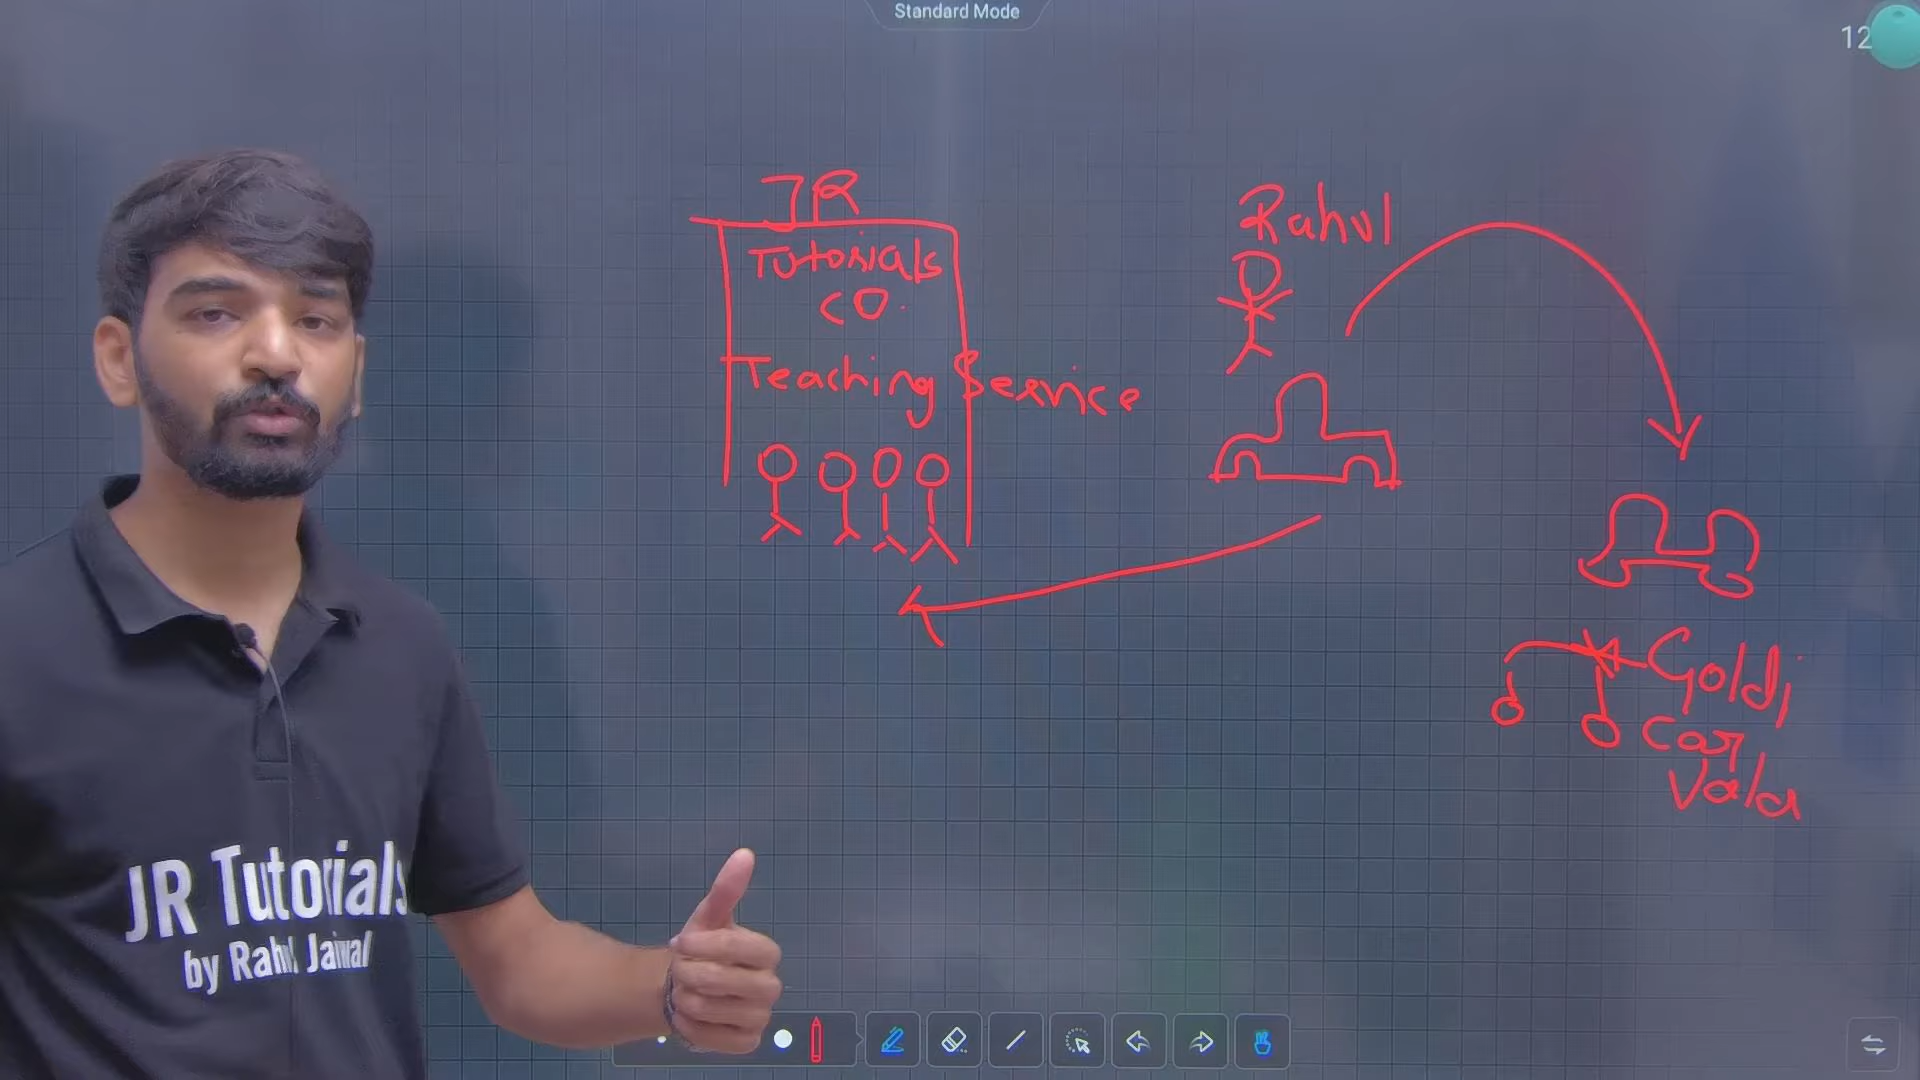 Standard Mode
12
JR
Tutorials
CO.
Teaching Service
Rahul
Goldi
Car
Vala
JR Tutorials
by Rahul Jaiwal